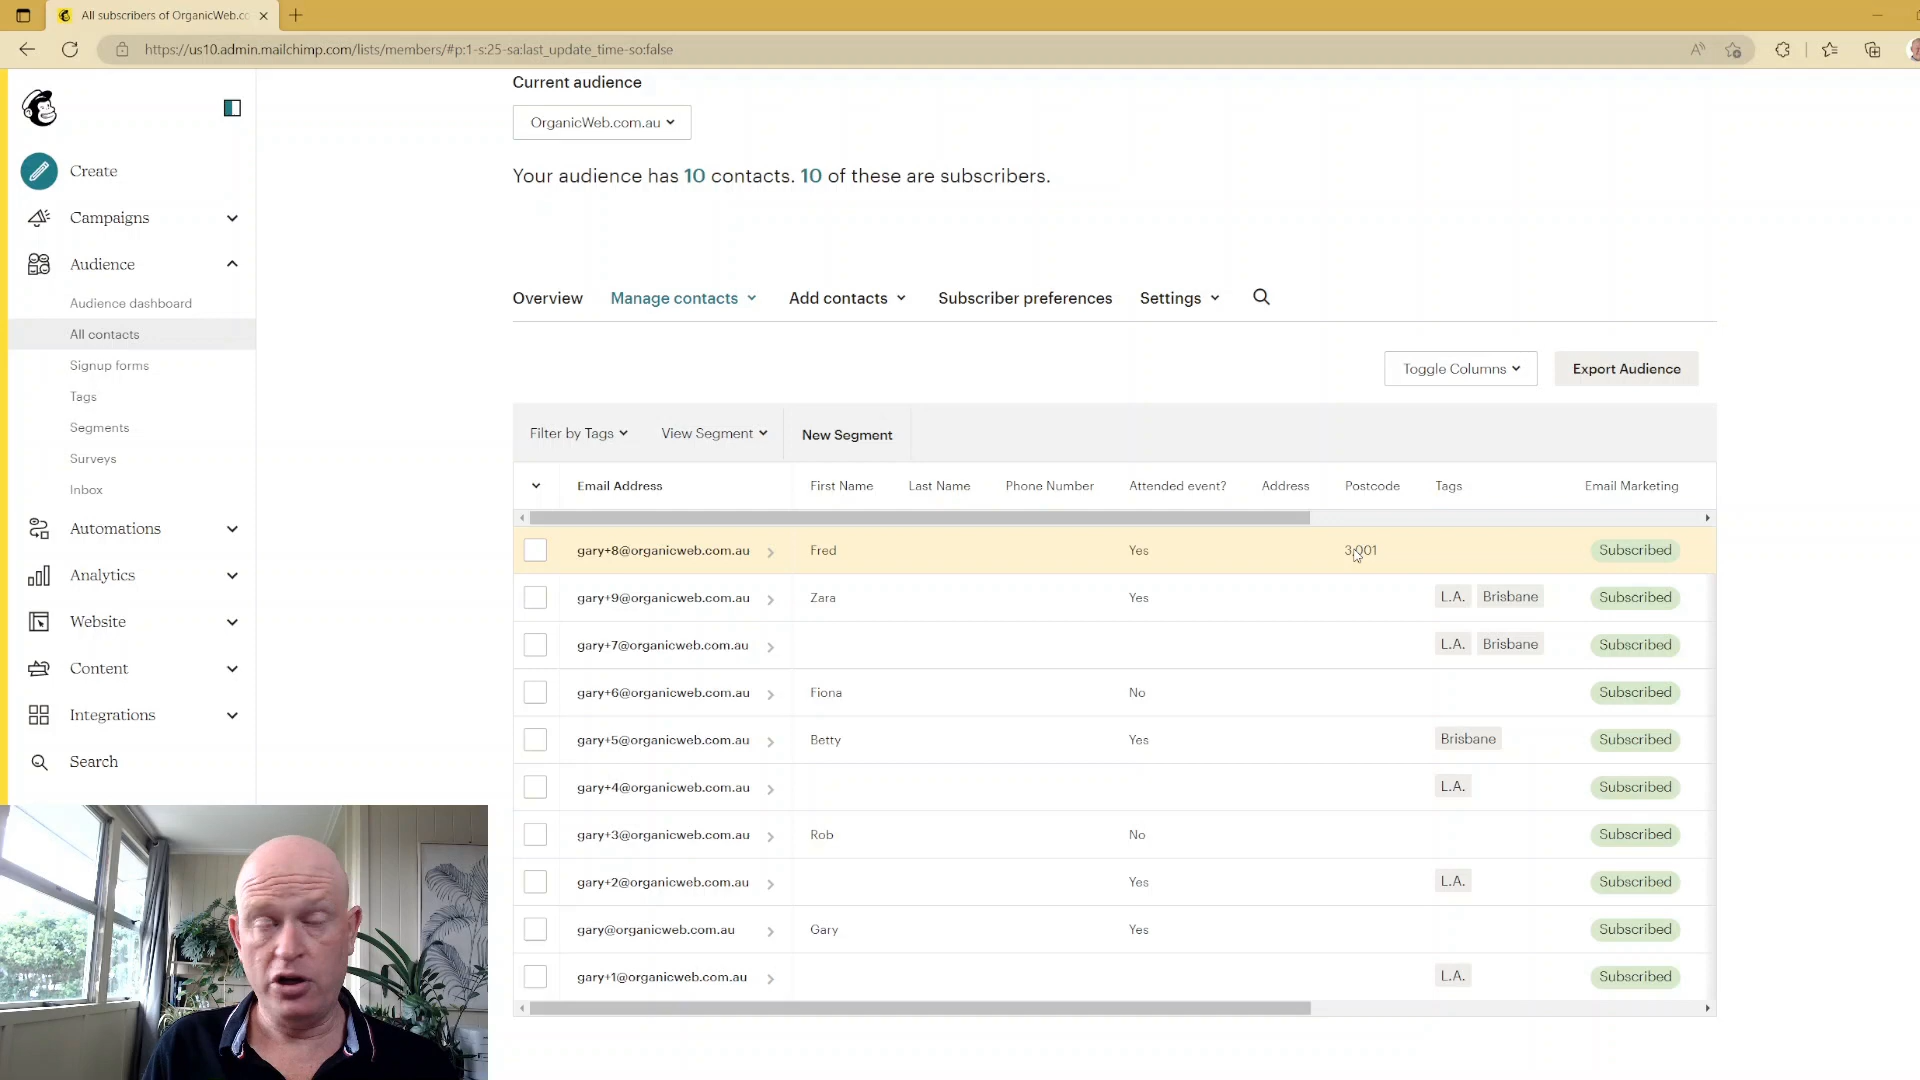 All subscribers of OrganicWeb.cc
https://us10.admin.mailchimp.com/lists/members/#p:1-s:25-sa:last_update_time-so:false
Create
Campaigns
Audience
Audience dashboard
All contacts
Signup forms
Tags
Segments
Surveys
Inbox
Automations
Analytics
Website
Content
Integrations
Search
Current audience
OrganicWeb.com.au
Your audience has 10 contacts. 10 of these are subscribers.
Overview Manage contacts Add contacts Subscriber preferences Settings
Toggle Columns Export Audience
Filter by Tags View Segment New Segment
Email Address First Name Last Name Phone Number Attended event? Address Postcode Tags Email Marketing
gary+8@organicweb.com.au Fred Yes 3,001 Subscribed
gary+9@organicweb.com.au Zara Yes L.A. Brisbane Subscribed
gary+7@organicweb.com.au L.A. Brisbane Subscribed
gary+6@organicweb.com.au Fiona No Subscribed
gary+5@organicweb.com.au Betty Yes Brisbane Subscribed
gary+4@organicweb.com.au L.A. Subscribed
gary+3@organicweb.com.au Rob No Subscribed
gary+2@organicweb.com.au Yes L.A. Subscribed
gary@organicweb.com.au Gary Yes Subscribed
gary+1@organicweb.com.au L.A. Subscribed